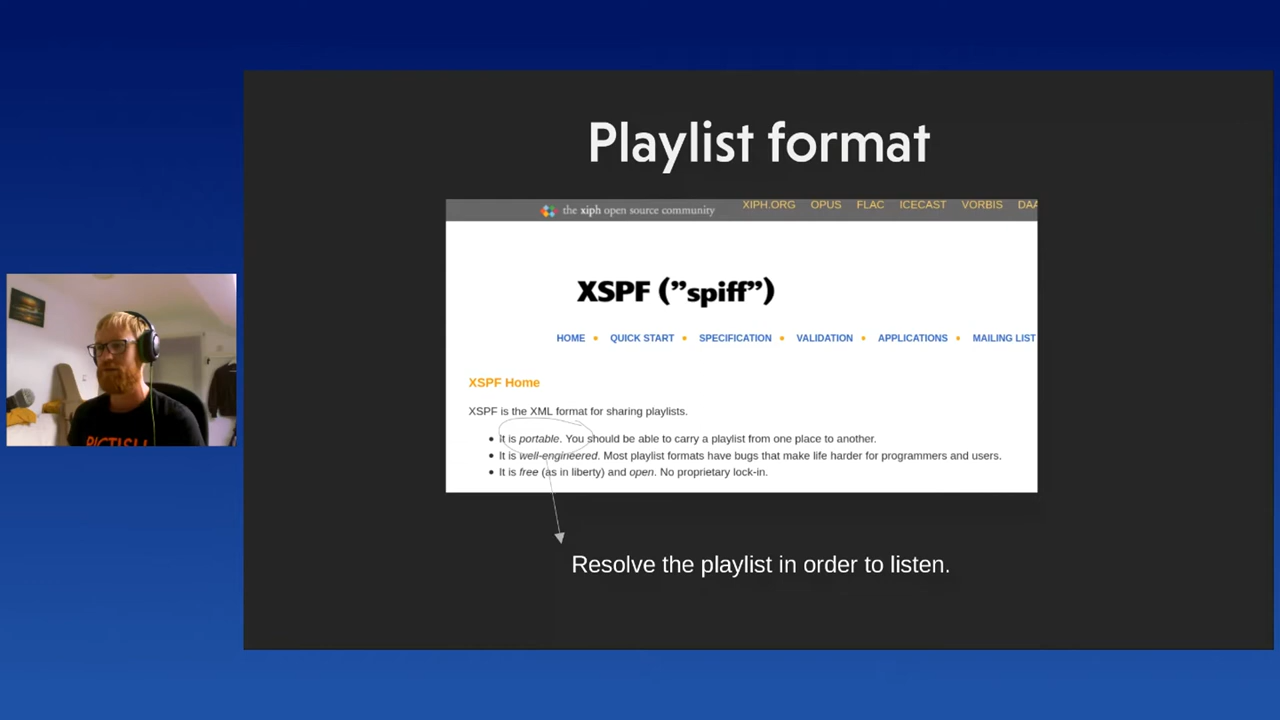 Playlist format
the xiph open source community
XIPH.ORG OPUS FLAC ICECAST VORBIS DAA
XSPF ("spiff")
HOME • QUICK START • SPECIFICATION • VALIDATION • APPLICATIONS • MAILING LIST
XSPF Home
XSPF is the XML format for sharing playlists.
• It is portable. You should be able to carry a playlist from one place to another.
• It is well-engineered. Most playlist formats have bugs that make life harder for programmers and users.
• It is free (as in liberty) and open. No proprietary lock-in.
Resolve the playlist in order to listen.